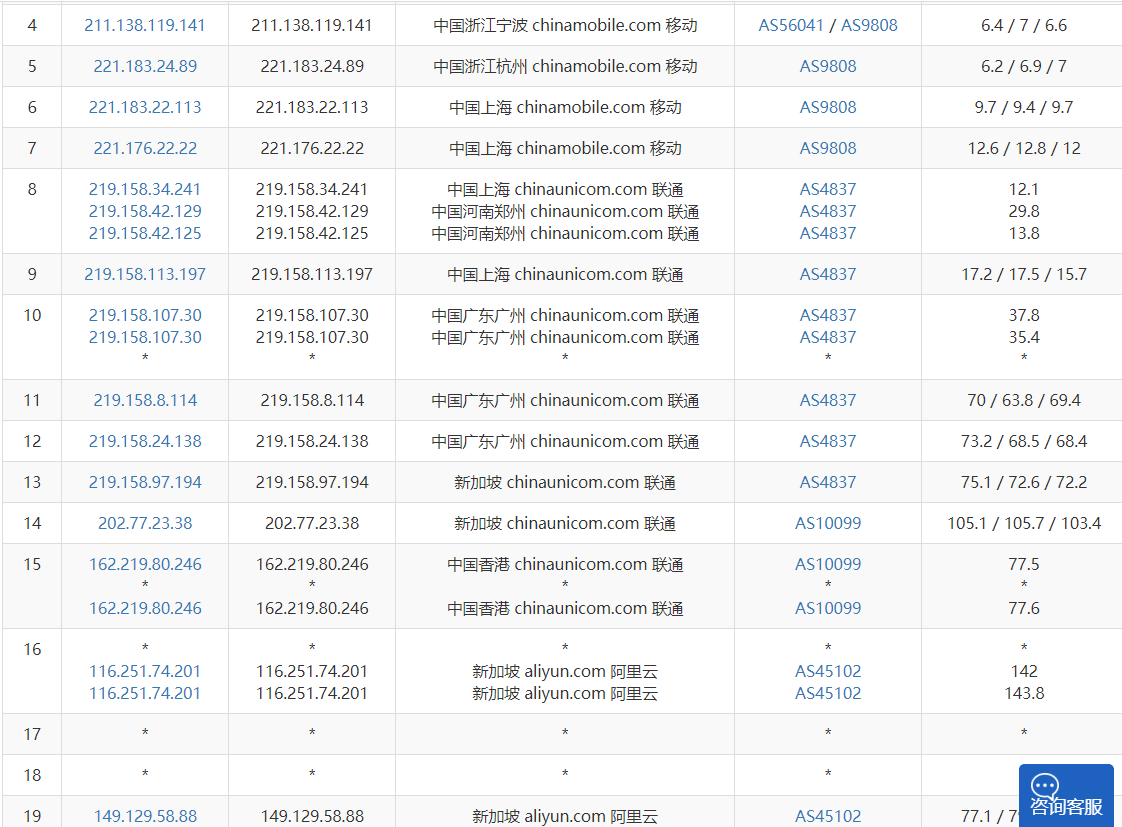 4 211.138.119.141 211.138.119.141 中国浙江宁波 chinamobile.com 移动 AS56041 / AS9808 6.4 / 7 / 6.6
5 221.183.24.89 221.183.24.89 中国浙江杭州 chinamobile.com 移动 AS9808 6.2 / 6.9 / 7
6 221.183.22.113 221.183.22.113 中国上海 chinamobile.com 移动 AS9808 9.7 / 9.4 / 9.7
7 221.176.22.22 221.176.22.22 中国上海 chinamobile.com 移动 AS9808 12.6 / 12.8 / 12
8 219.158.34.241 219.158.34.241 中国上海 chinaunicom.com 联通 AS4837 12.1
219.158.42.129 219.158.42.129 中国河南郑州 chinaunicom.com 联通 AS4837 29.8
219.158.42.125 219.158.42.125 中国河南郑州 chinaunicom.com 联通 AS4837 13.8
9 219.158.113.197 219.158.113.197 中国上海 chinaunicom.com 联通 AS4837 17.2 / 17.5 / 15.7
10 219.158.107.30 219.158.107.30 中国广东广州 chinaunicom.com 联通 AS4837 37.8
219.158.107.30 219.158.107.30 中国广东广州 chinaunicom.com 联通 AS4837 35.4
* * * * *
11 219.158.8.114 219.158.8.114 中国广东广州 chinaunicom.com 联通 AS4837 70 / 63.8 / 69.4
12 219.158.24.138 219.158.24.138 中国广东广州 chinaunicom.com 联通 AS4837 73.2 / 68.5 / 68.4
13 219.158.97.194 219.158.97.194 新加坡 chinaunicom.com 联通 AS4837 75.1 / 72.6 / 72.2
14 202.77.23.38 202.77.23.38 新加坡 chinaunicom.com 联通 AS10099 105.1 / 105.7 / 103.4
15 162.219.80.246 162.219.80.246 中国香港 chinaunicom.com 联通 AS10099 77.5
* * * * *
162.219.80.246 162.219.80.246 中国香港 chinaunicom.com 联通 AS10099 77.6
16 * * * * *
116.251.74.201 116.251.74.201 新加坡 aliyun.com 阿里云 AS45102 142
116.251.74.201 116.251.74.201 新加坡 aliyun.com 阿里云 AS45102 143.8
17 * * * * *
18 * * * *
19 149.129.58.88 149.129.58.88 新加坡 aliyun.com 阿里云 AS45102 77.1 /
咨询客服